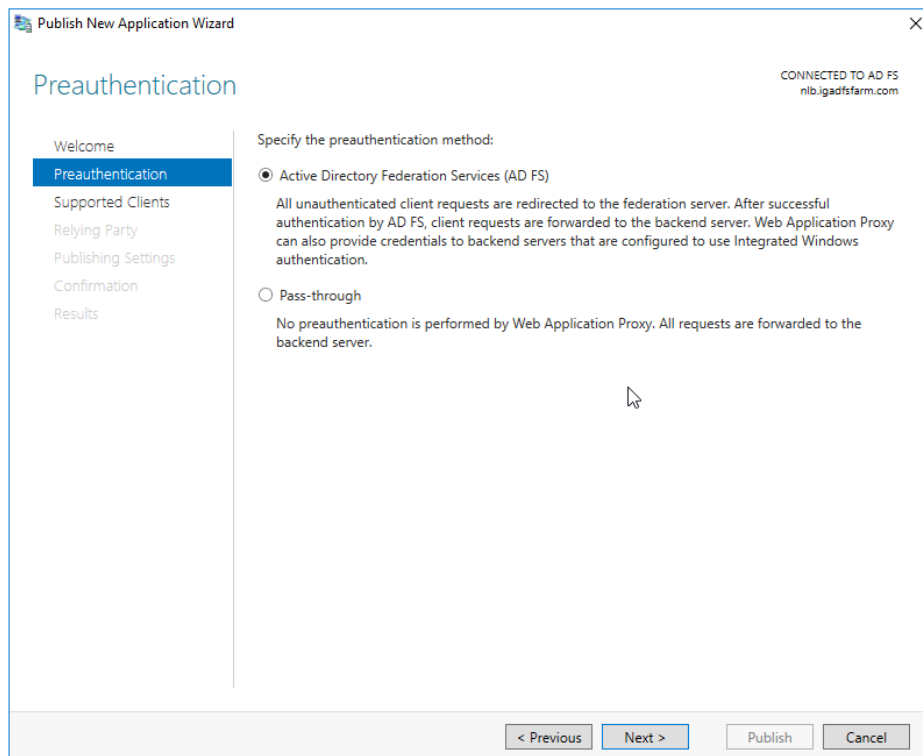 Publish New Application Wizard
Preauthentication
CONNECTED TO AD FS
nlb.igadfsfarm.com
Welcome
Preauthentication
Supported Clients
Relying Party
Publishing Settings
Confirmation
Results
Specify the preauthentication method:
Active Directory Federation Services (AD FS)
All unauthenticated client requests are redirected to the federation server. After successful
authentication by AD FS, client requests are forwarded to the backend server. Web Application Proxy
can also provide credentials to backend servers that are configured to use Integrated Windows
authentication.
Pass-through
No preauthentication is performed by Web Application Proxy. All requests are forwarded to the
backend server.
< Previous
Next >
Publish
Cancel